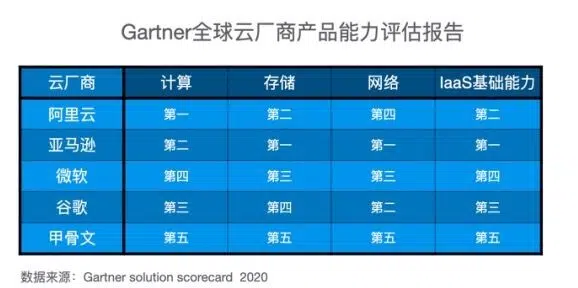 Gartner全球云厂商产品能力评估报告
云厂商 计算 存储 网络 IaaS基础能力
阿里云 第一 第二 第四 第二
亚马逊 第二 第一 第一 第一
微软 第四 第三 第三 第四
谷歌 第三 第四 第二 第三
甲骨文 第五 第五 第五 第五
数据来源：Gartner solution scorecard 2020